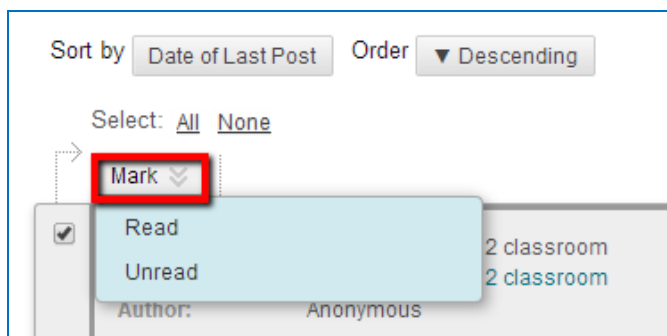 Sort by Date of Last Post Order ▼ Descending
Select: All None
Mark
Read
2 classroom
Unread
2 classroom
Author: Anonymous